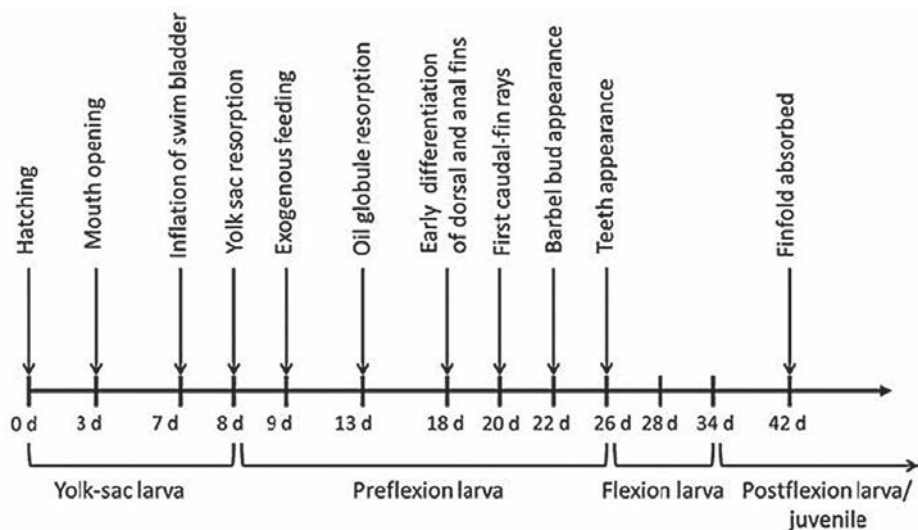 Hatching
Mouth opening
Inflation of swim bladder
Yolk sac resorption
Exogenous feeding
Oil globule resorption
Early differentiation
of dorsal and anal fins
First caudal-fin rays
Barbel bud appearance
Teeth appearance
Finfold absorbed
0 d 3 d 7 d 8 d 9 d 13 d 18 d 20 d 22 d 26 d 28 d 34 d 42 d
Yolk-sac larva Preflexion larva Flexion larva Postflexion larva/
juvenile